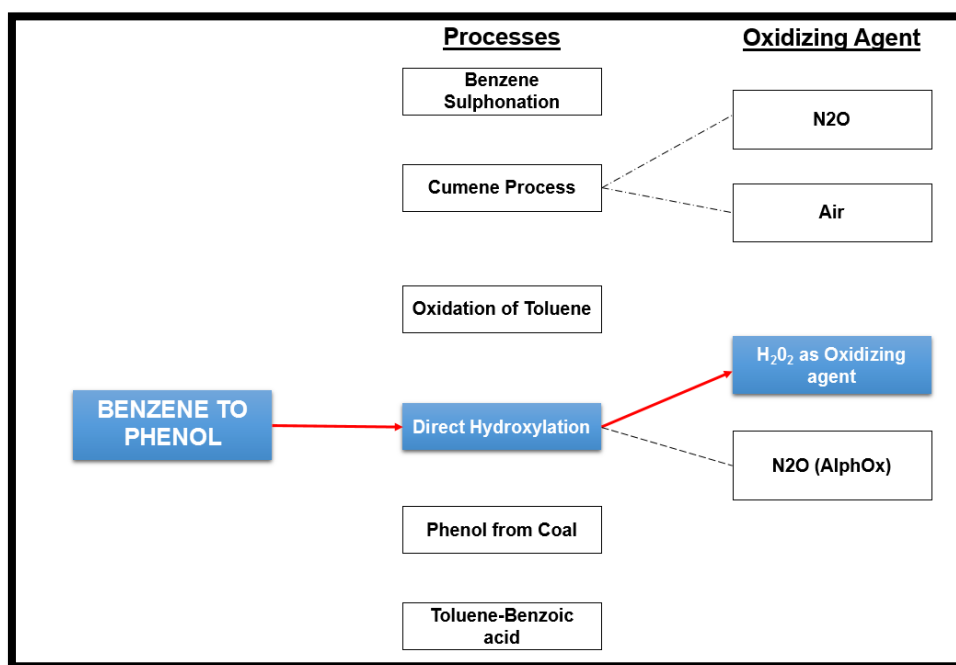 Processes
Oxidizing Agent
Benzene
Sulphonation
N2O
Cumene Process
Air
Oxidation of Toluene
H₂0₂ as Oxidizing
agent
BENZENE TO
PHENOL
Direct Hydroxylation
N2O (AlphOx)
Phenol from Coal
Toluene-Benzoic
acid